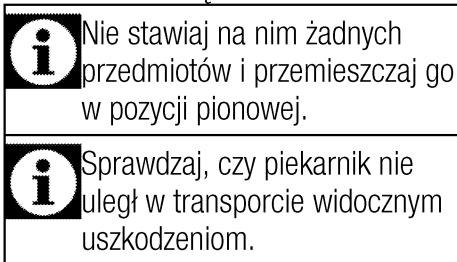 Nie stawiaj na nim żadnych
przedmiotów i przemieszczaj go
w pozycji pionowej.
Sprawdzaj, czy piekarnik nie
uległ w transporcie widocznym
uszkodzeniom.